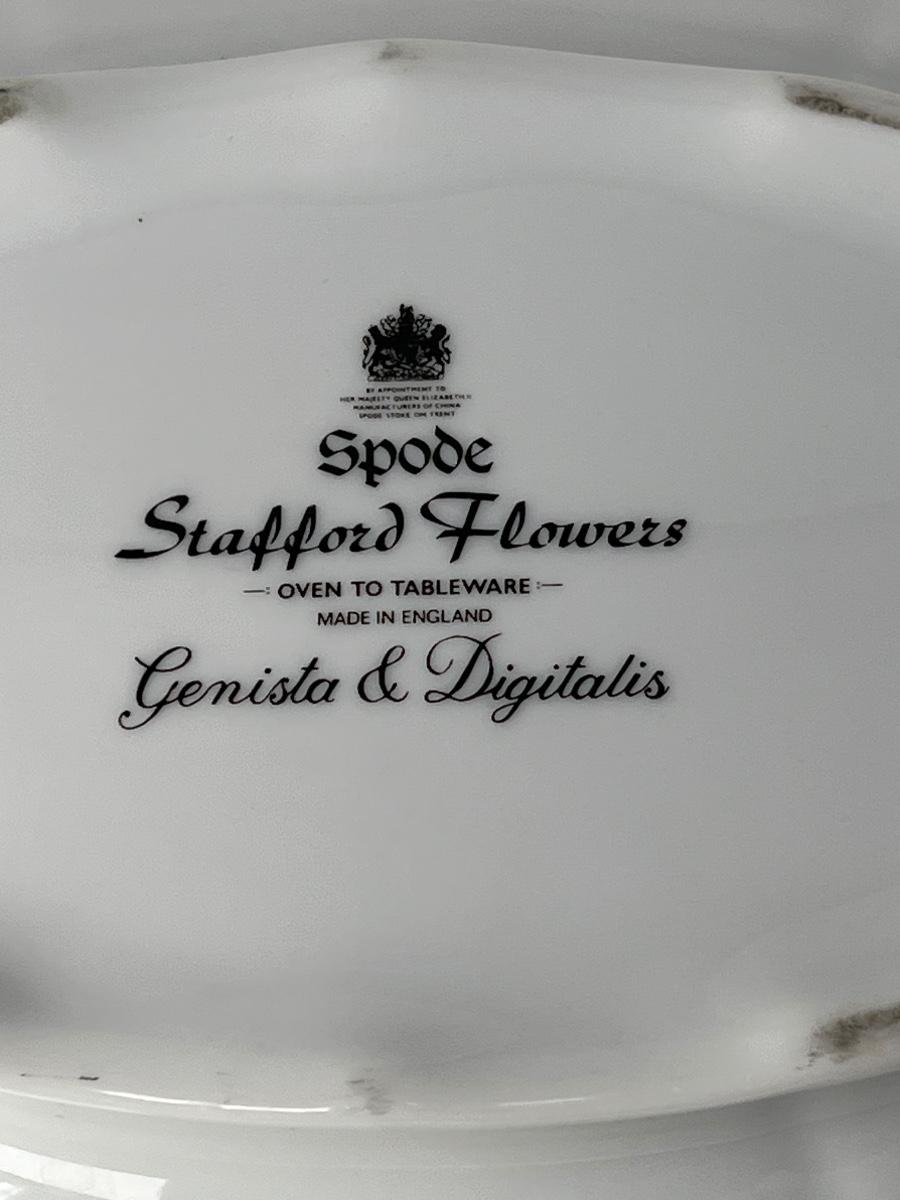 BY APPOINTMENT TO
HER MAJESTY QUEEN ELIZABETH II
MANUFACTURERS OF CHINA
SPODE STOKE ON TRENT
Spode
Stafford Flowers
OVEN TO TABLEWARE
MADE IN ENGLAND
Genista & Digitalis